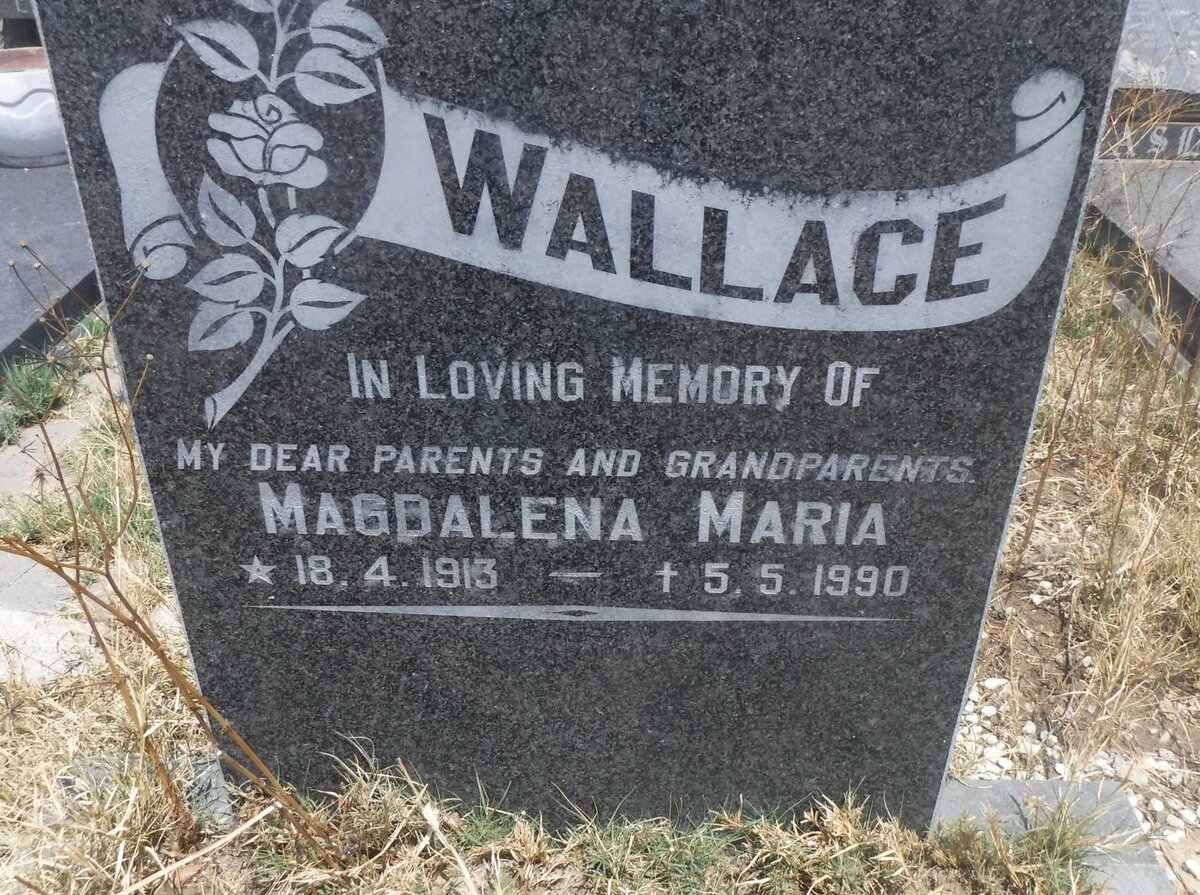 WALLACE
IN LOVING MEMORY OF
MY DEAR PARENTS AND GRANDPARENTS.
MAGDALENA MARIA
★ 18. 4. 1913 — † 5. 5. 1990